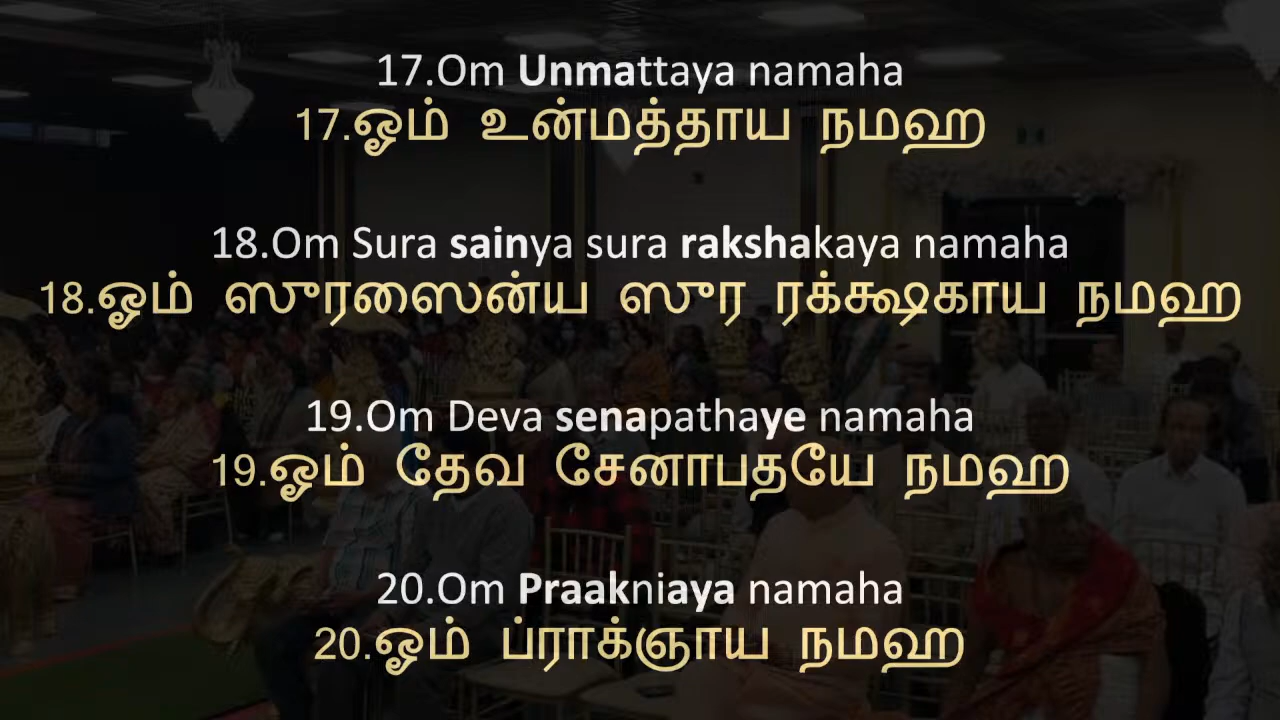 17.Om Unmattaya namaha
17.ஓம் உன்மத்தாய நமஹ
18.Om Sura sainya sura rakshakaya namaha
18.ஓம் ஸுரஸைன்ய ஸுர ரக்க்ஷகாய நமஹ
19.Om Deva senapathaye namaha
19.ஓம் தேவ சேனாபதயே நமஹ
20.Om Praakniaya namaha
20.ஓம் ப்ராக்ஞாய நமஹ